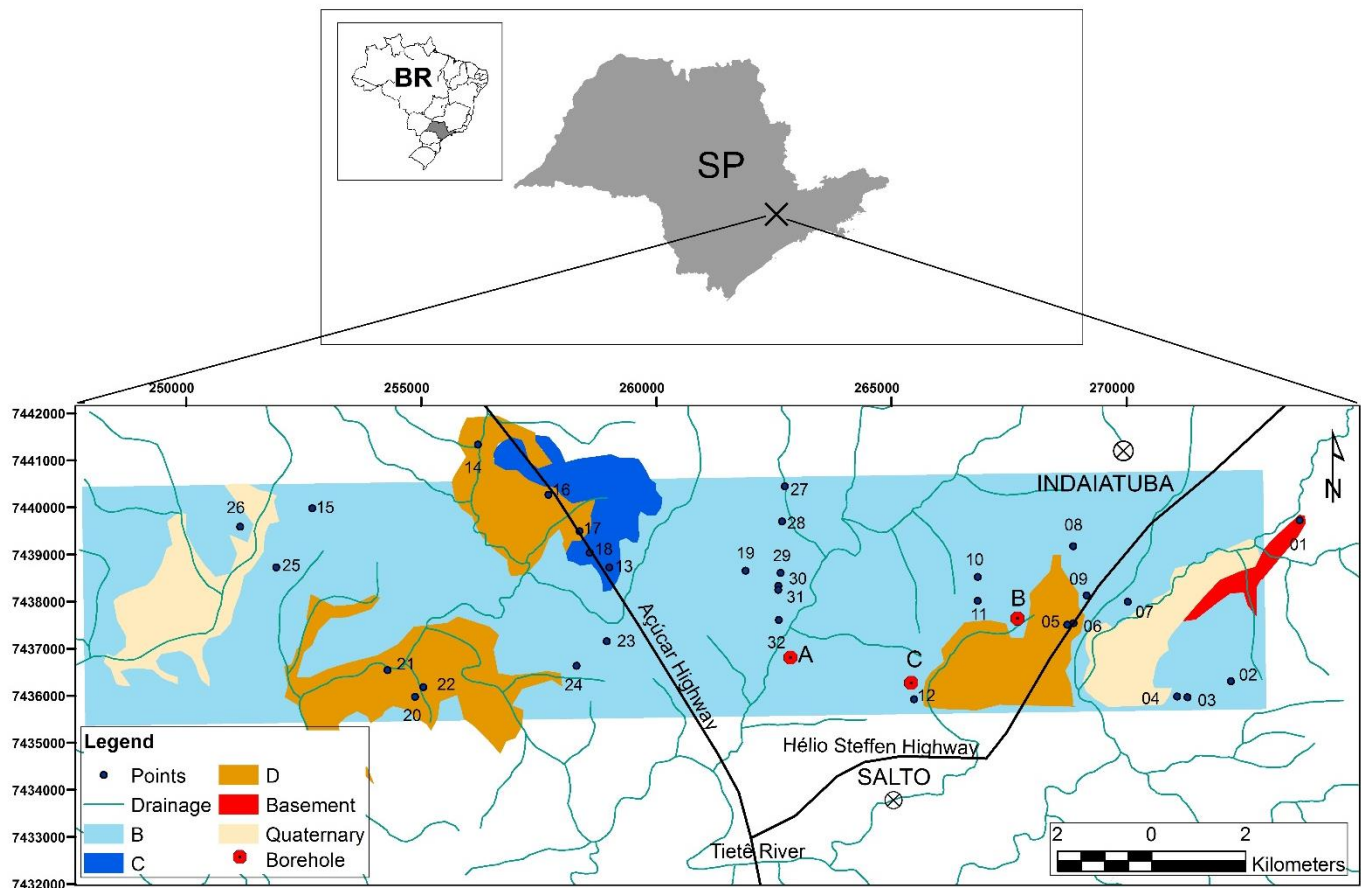 BR
SP
250000 255000 260000 265000 270000
7442000
7441000
7440000
7439000
7438000
7437000
7436000
7435000
7434000
7433000
7432000
14
16
17
18
13
26
15
25
21
22
20
23
24
19
27
28
29
30
31
32
A
10
11
B
C
12
08
09
05
06
07
01
02
03
04
INDAIATUBA
N
Açúcar Highway
Hélio Steffen Highway
SALTO
Tietê River
Legend
Points
Drainage
B
C
D
Basement
Quaternary
Borehole
2 0 2
Kilometers